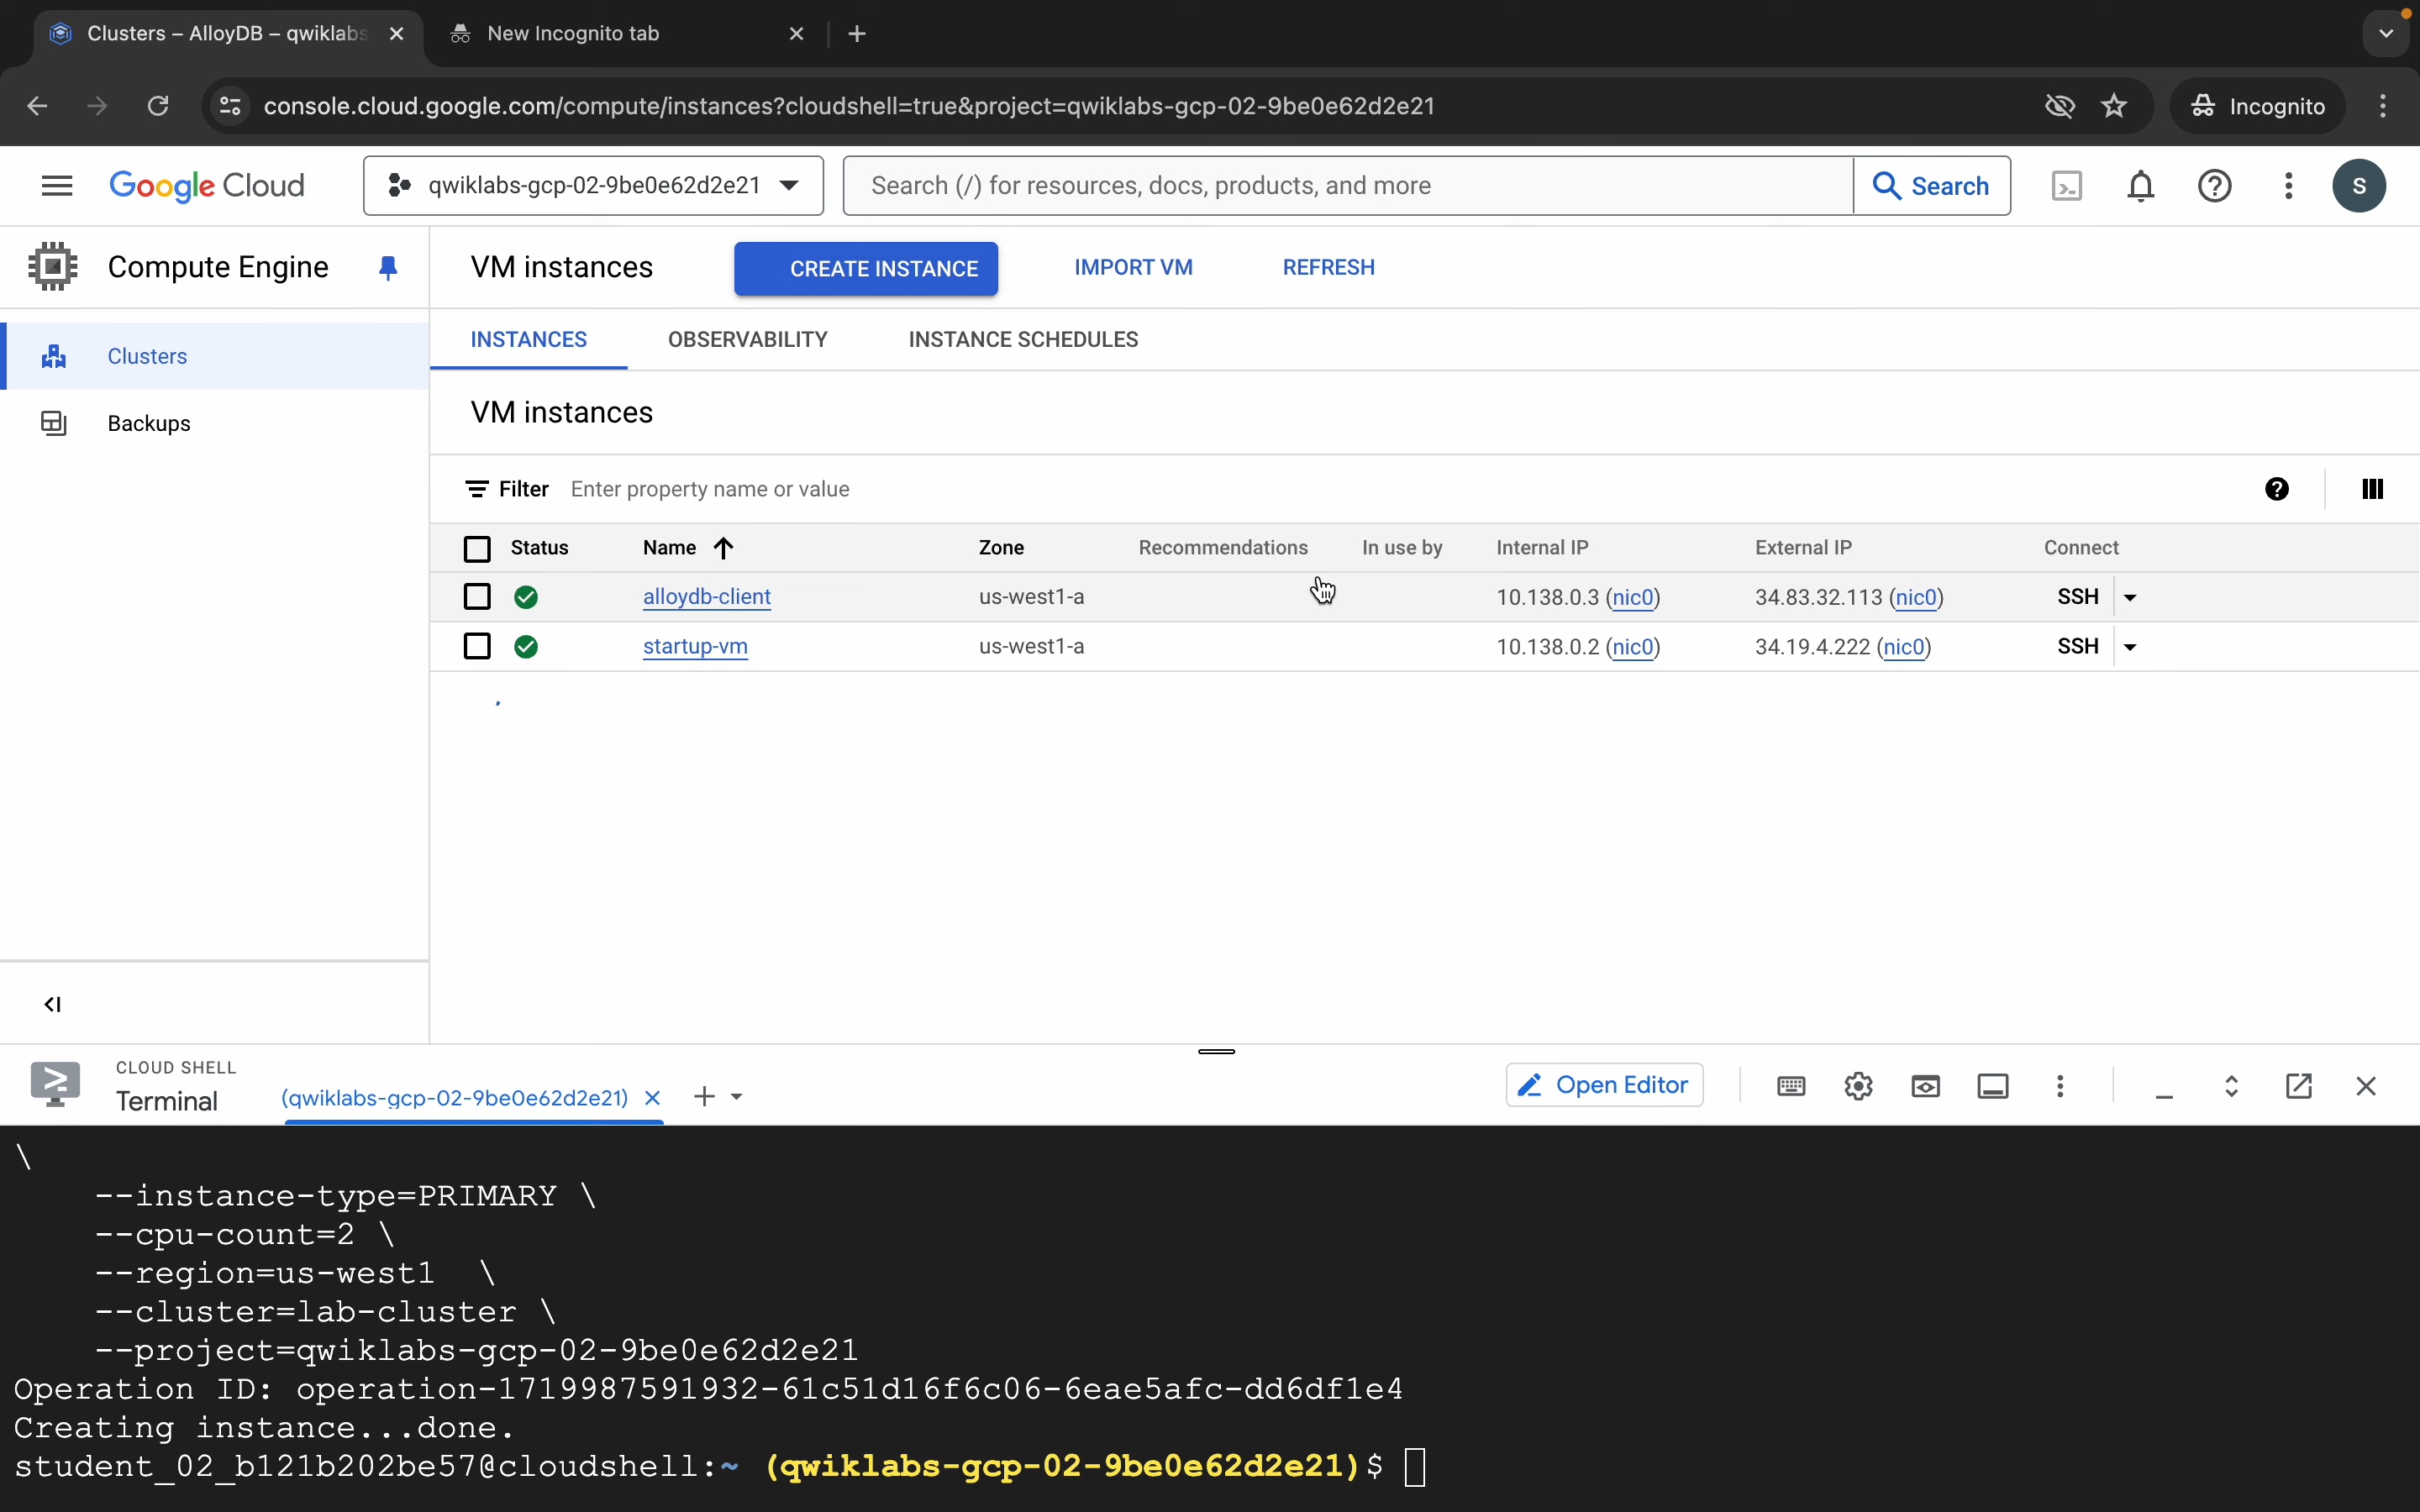 Clusters – AlloyDB – qwiklabs
New Incognito tab
console.cloud.google.com/compute/instances?cloudshell=true&project=qwiklabs-gcp-02-9be0e62d2e21
Incognito
Google Cloud
qwiklabs-gcp-02-9be0e62d2e21
Search (/) for resources, docs, products, and more
Search
S
Compute Engine
VM instances
CREATE INSTANCE
IMPORT VM
REFRESH
Clusters
Backups
INSTANCES
OBSERVABILITY
INSTANCE SCHEDULES
VM instances
Filter Enter property name or value
Status Name Zone Recommendations In use by Internal IP External IP Connect
alloydb-client us-west1-a 10.138.0.3 (nic0) 34.83.32.113 (nic0) SSH
startup-vm us-west1-a 10.138.0.2 (nic0) 34.19.4.222 (nic0) SSH
CLOUD SHELL
Terminal
(qwiklabs-gcp-02-9be0e62d2e21)
Open Editor
\
--instance-type=PRIMARY \
--cpu-count=2 \
--region=us-west1 \
--cluster=lab-cluster \
--project=qwiklabs-gcp-02-9be0e62d2e21
Operation ID: operation-1719987591932-61c51d16f6c06-6eae5afc-dd6df1e4
Creating instance...done.
student_02_b121b202be57@cloudshell:~ (qwiklabs-gcp-02-9be0e62d2e21)$